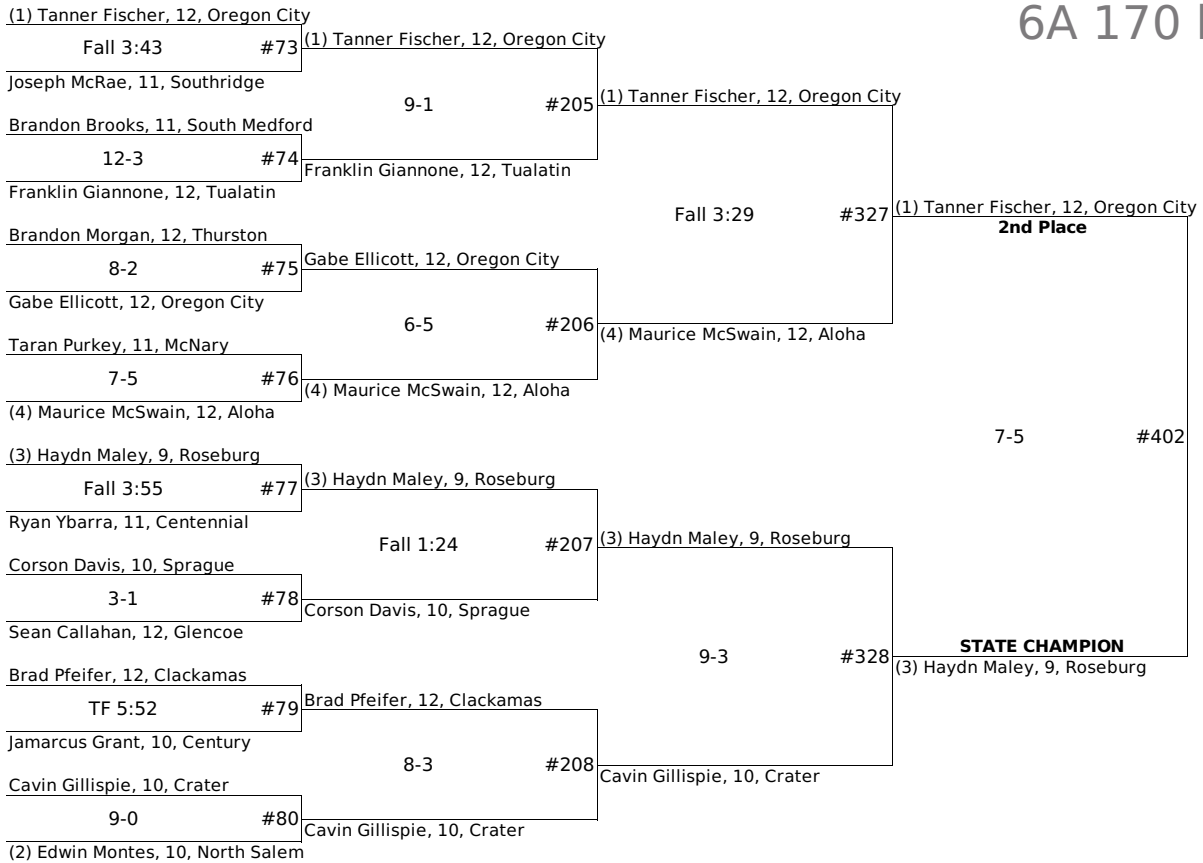 6A 170
(1) Tanner Fischer, 12, Oregon City
Fall 3:43 #73
Joseph McRae, 11, Southridge
Brandon Brooks, 11, South Medford
12-3 #74
Franklin Giannone, 12, Tualatin
Brandon Morgan, 12, Thurston
8-2 #75
Gabe Ellicott, 12, Oregon City
Taran Purkey, 11, McNary
7-5 #76
(4) Maurice McSwain, 12, Aloha
(3) Haydn Maley, 9, Roseburg
Fall 3:55 #77
Ryan Ybarra, 11, Centennial
Corson Davis, 10, Sprague
3-1 #78
Sean Callahan, 12, Glencoe
Brad Pfeifer, 12, Clackamas
TF 5:52 #79
Jamarcus Grant, 10, Century
Cavin Gillispie, 10, Crater
9-0 #80
(2) Edwin Montes, 10, North Salem
(1) Tanner Fischer, 12, Oregon City
9-1 #205
Franklin Giannone, 12, Tualatin
Gabe Ellicott, 12, Oregon City
6-5 #206
(4) Maurice McSwain, 12, Aloha
(3) Haydn Maley, 9, Roseburg
Fall 1:24 #207
Corson Davis, 10, Sprague
Brad Pfeifer, 12, Clackamas
8-3 #208
Cavin Gillispie, 10, Crater
(1) Tanner Fischer, 12, Oregon City
Fall 3:29 #327
(4) Maurice McSwain, 12, Aloha
(3) Haydn Maley, 9, Roseburg
9-3 #328
Cavin Gillispie, 10, Crater
(1) Tanner Fischer, 12, Oregon City
2nd Place
7-5 #402
STATE CHAMPION
(3) Haydn Maley, 9, Roseburg